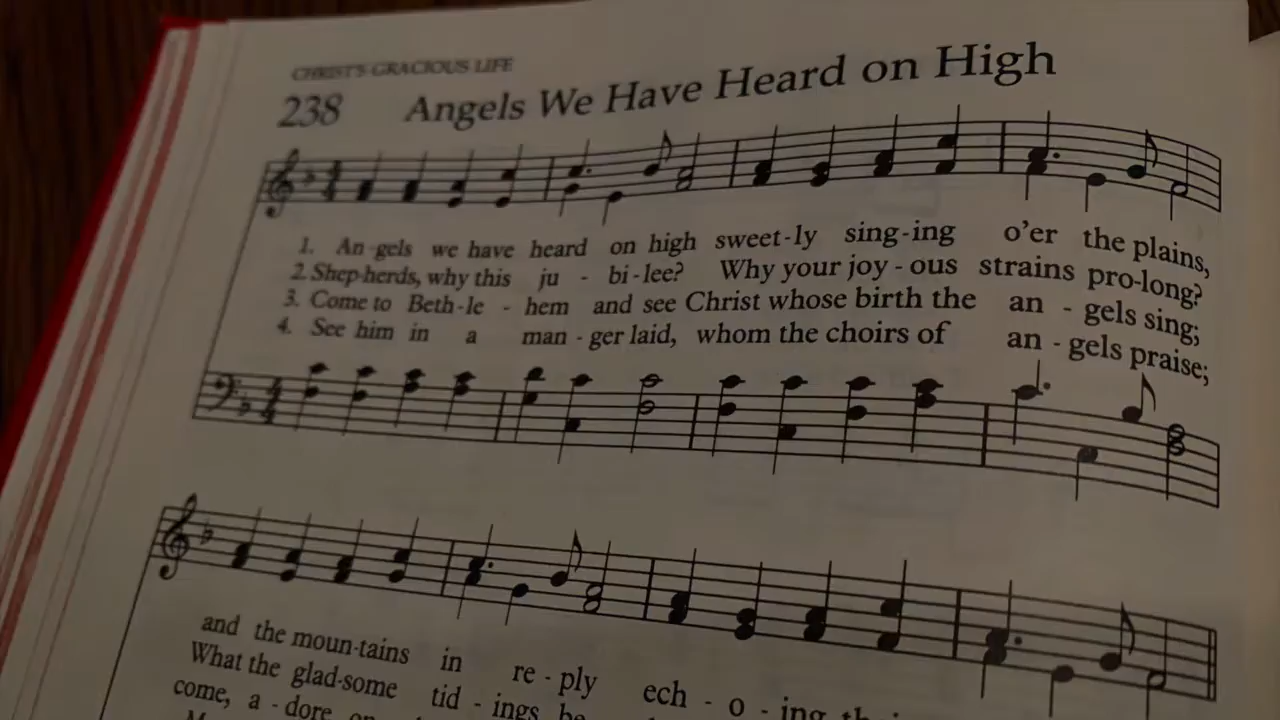 CHRIST'S GRACIOUS LIFE
238 Angels We Have Heard on High
1. An-gels we have heard on high sweet-ly sing-ing o'er the plains,
2. Shep-herds, why this ju - bi-lee? Why your joy-ous strains pro-long?
3. Come to Beth-le - hem and see Christ whose birth the an - gels sing;
4. See him in a man-ger laid, whom the choirs of an-gels praise;
and the moun-tains in re-ply ech-o-ing
What the glad-some tid-ings be
come, a-dore on